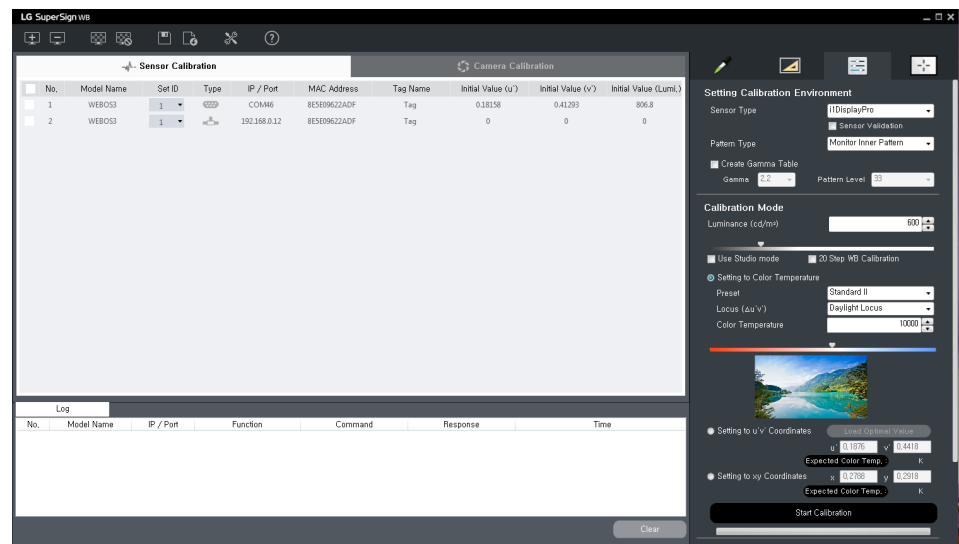 LG SuperSign WB
Sensor Calibration
Camera Calibration
No. Model Name Set ID Type IP / Port MAC Address Tag Name Initial Value (u') Initial Value (v') Initial Value (Lumi.)
1 WEBOS3 1 COM46 8E5E09622ADF Tag 0.18158 0.41293 806.8
2 WEBOS3 1 192.168.0.12 8E5E09622ADF Tag 0 0 0
Log
No. Model Name IP / Port Function Command Response Time
Clear
Setting Calibration Environment
Sensor Type i1DisplayPro
Sensor Validation
Pattern Type Monitor Inner Pattern
Create Gamma Table
Gamma 2.2 Pattern Level 33
Calibration Mode
Luminance (cd/m²) 600
Use Studio mode 20 Step WB Calibration
Setting to Color Temperature
Preset Standard II
Locus (Δu'v') Daylight Locus
Color Temperature 10000
Setting to u'v' Coordinates Load Optimal Value
u' 0.1876 v' 0.4418
Expected Color Temp. : K
Setting to xy Coordinates x 0.2788 y 0.2918
Expected Color Temp. : K
Start Calibration